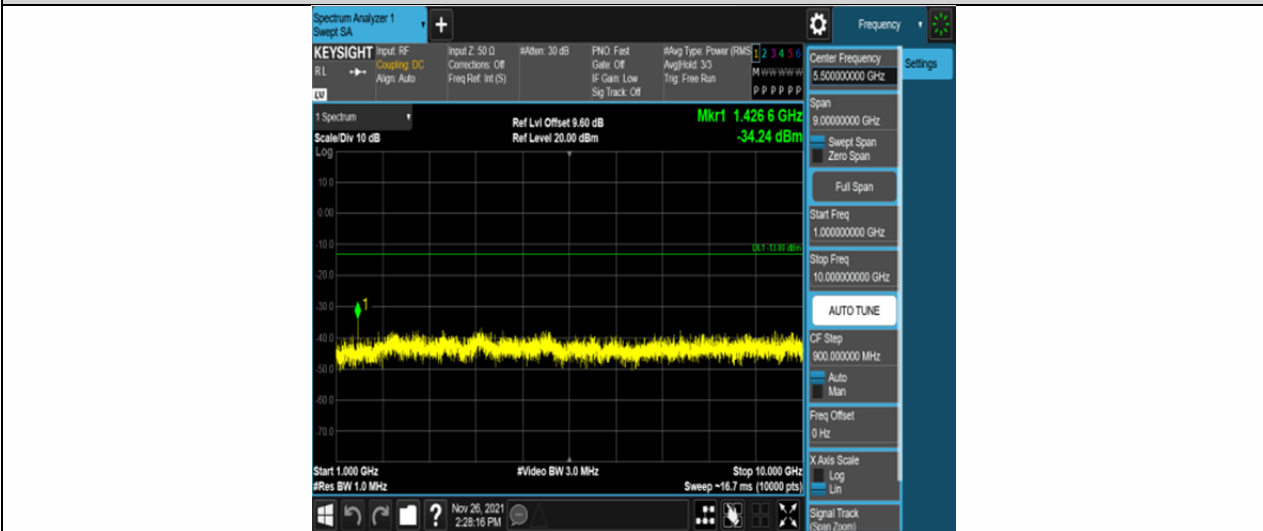 Spectrum Analyzer 1
Swept SA
+
Frequency
KEYSIGHT
RL
LV
Input: RF
Coupling: DC
Align: Auto
Input Z: 50 Ω
Corrections: Off
Freq Ref: Int (S)
#Atten: 30 dB
PNO: Fast
Gate: Off
IF Gain: Low
Sig Track: Off
#Avg Type: Power (RMS
Avg|Hold: 3/3
Trig: Free Run
1 2 3 4 5 6
M W W W W W
P P P P P P
1 Spectrum
Scale/Div 10 dB
Log
Ref Lvl Offset 9.60 dB
Ref Level 20.00 dBm
Mkr1 1.426 6 GHz
-34.24 dBm
10.0
0.00
-10.0
DL1 -13.00 dBm
-20.0
-30.0
1
-40.0
-50.0
-60.0
-70.0
Start 1.000 GHz
#Res BW 1.0 MHz
#Video BW 3.0 MHz
Stop 10.000 GHz
Sweep ~16.7 ms (10000 pts)
Center Frequency
5.500000000 GHz
Settings
Span
9.00000000 GHz
Swept Span
Zero Span
Full Span
Start Freq
1.000000000 GHz
Stop Freq
10.000000000 GHz
AUTO TUNE
CF Step
900.000000 MHz
Auto
Man
Freq Offset
0 Hz
X Axis Scale
Log
Lin
Signal Track
(Span Zoom)
?
Nov 26, 2021
2:28:16 PM